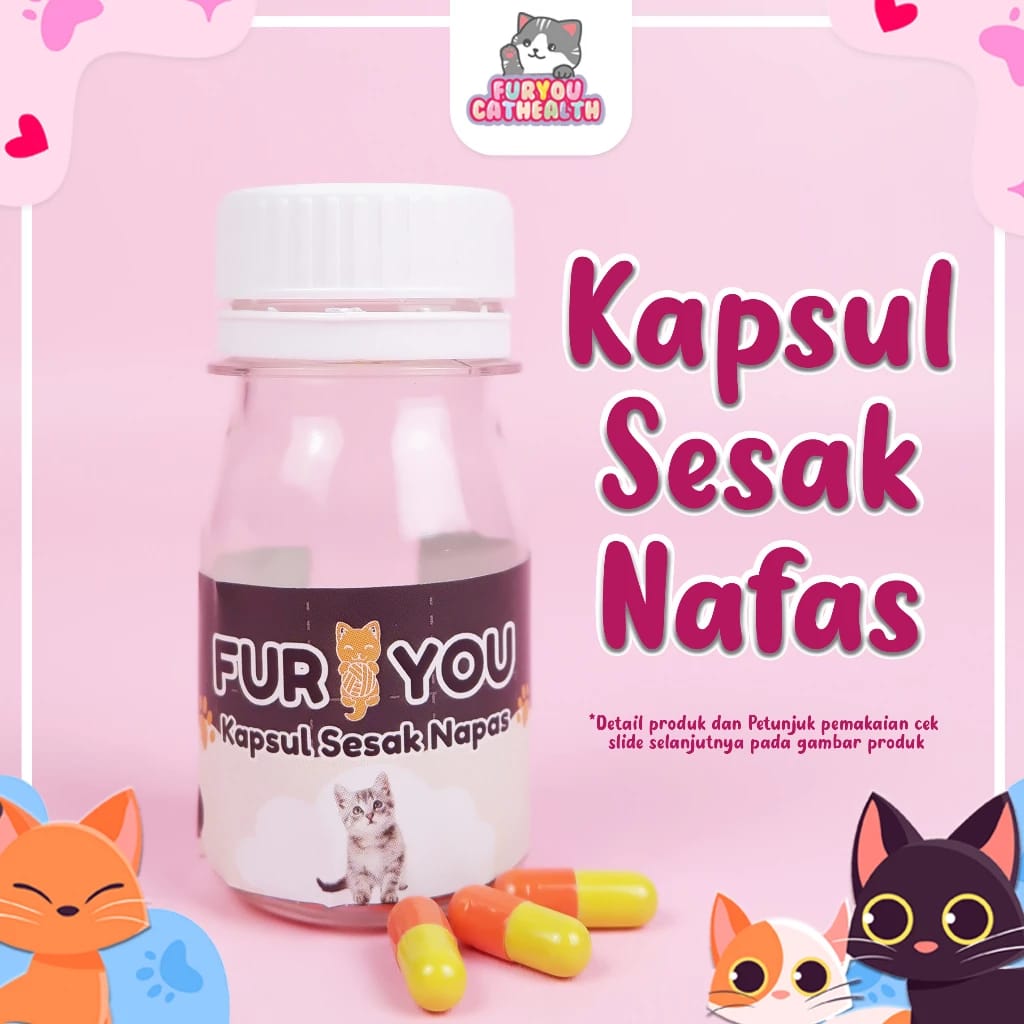 FURYOU
CATHEALTH
Kapsul
Sesak
Nafas
*Detail produk dan Petunjuk pemakaian cek
slide selanjutnya pada gambar produk
FUR YOU
Kapsul Sesak Napas